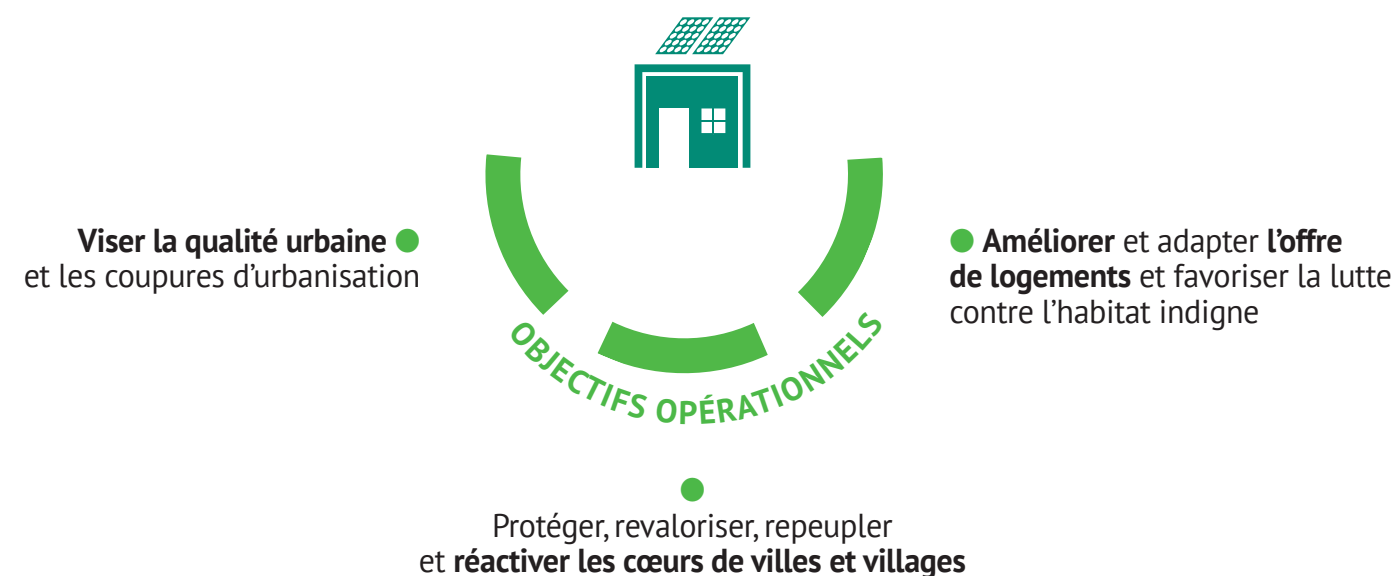 Viser la qualité urbaine
et les coupures d’urbanisation
Améliorer et adapter l’offre
de logements et favoriser la lutte
contre l’habitat indigne
OBJECTIFS OPÉRATIONNELS
Protéger, revaloriser, repeupler
et réactiver les cœurs de villes et villages